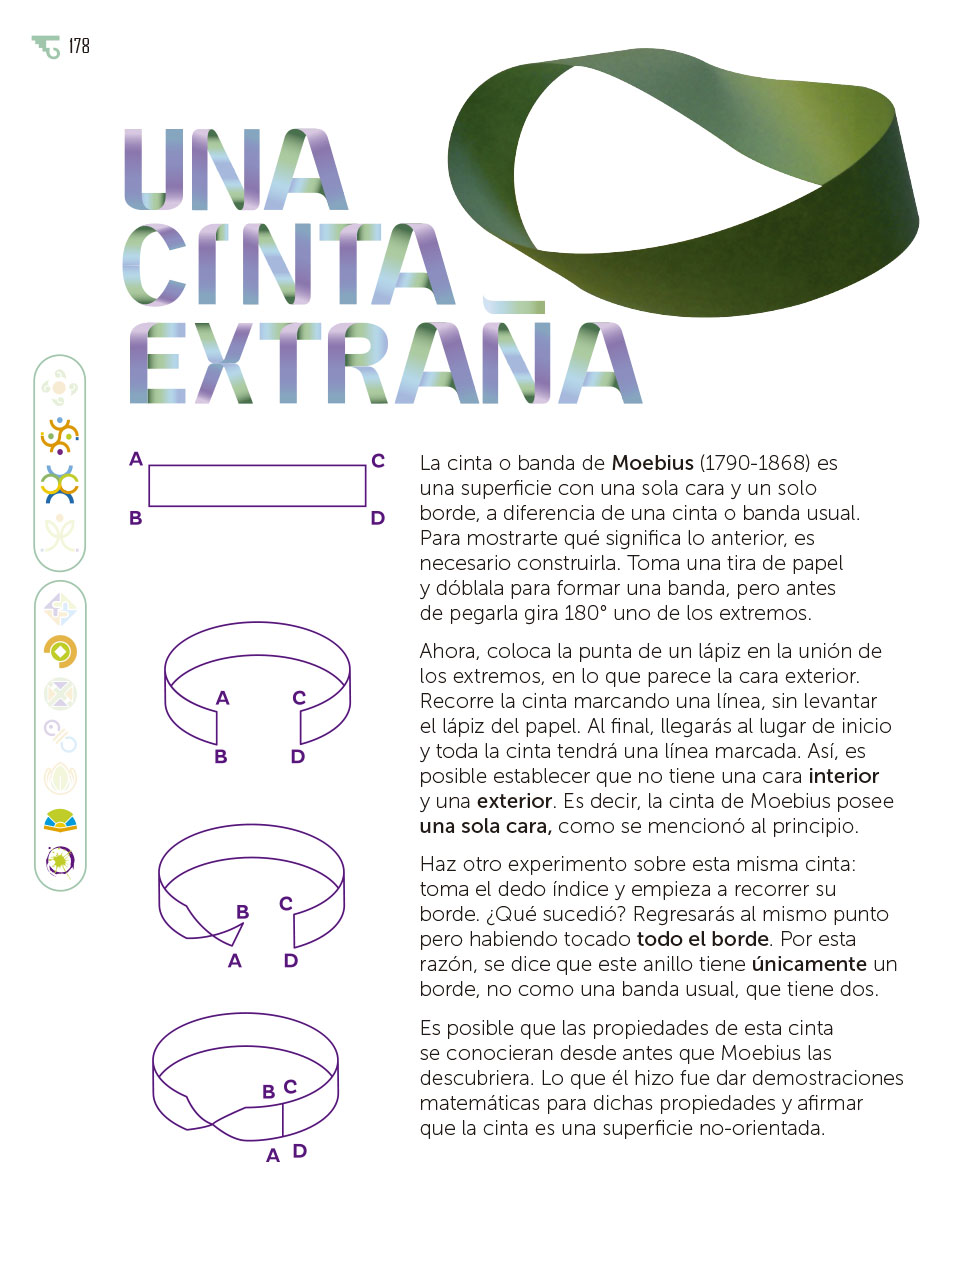 178
UNA
CINTA
EXTRAÑA
A
C
B
D
A
C
B
D
B
C
A
D
B
C
A
D
La cinta o banda de Moebius (1790-1868) es
una superficie con una sola cara y un solo
borde, a diferencia de una cinta o banda usual.
Para mostrarte qué significa lo anterior, es
necesario construirla. Toma una tira de papel
y dóblala para formar una banda, pero antes
de pegarla gira 180° uno de los extremos.
Ahora, coloca la punta de un lápiz en la unión de
los extremos, en lo que parece la cara exterior.
Recorre la cinta marcando una línea, sin levantar
el lápiz del papel. Al final, llegarás al lugar de inicio
y toda la cinta tendrá una línea marcada. Así, es
posible establecer que no tiene una cara interior
y una exterior. Es decir, la cinta de Moebius posee
una sola cara, como se mencionó al principio.
Haz otro experimento sobre esta misma cinta:
toma el dedo índice y empieza a recorrer su
borde. ¿Qué sucedió? Regresarás al mismo punto
pero habiendo tocado todo el borde. Por esta
razón, se dice que este anillo tiene únicamente un
borde, no como una banda usual, que tiene dos.
Es posible que las propiedades de esta cinta
se conocieran desde antes que Moebius las
descubriera. Lo que él hizo fue dar demostraciones
matemáticas para dichas propiedades y afirmar
que la cinta es una superficie no-orientada.